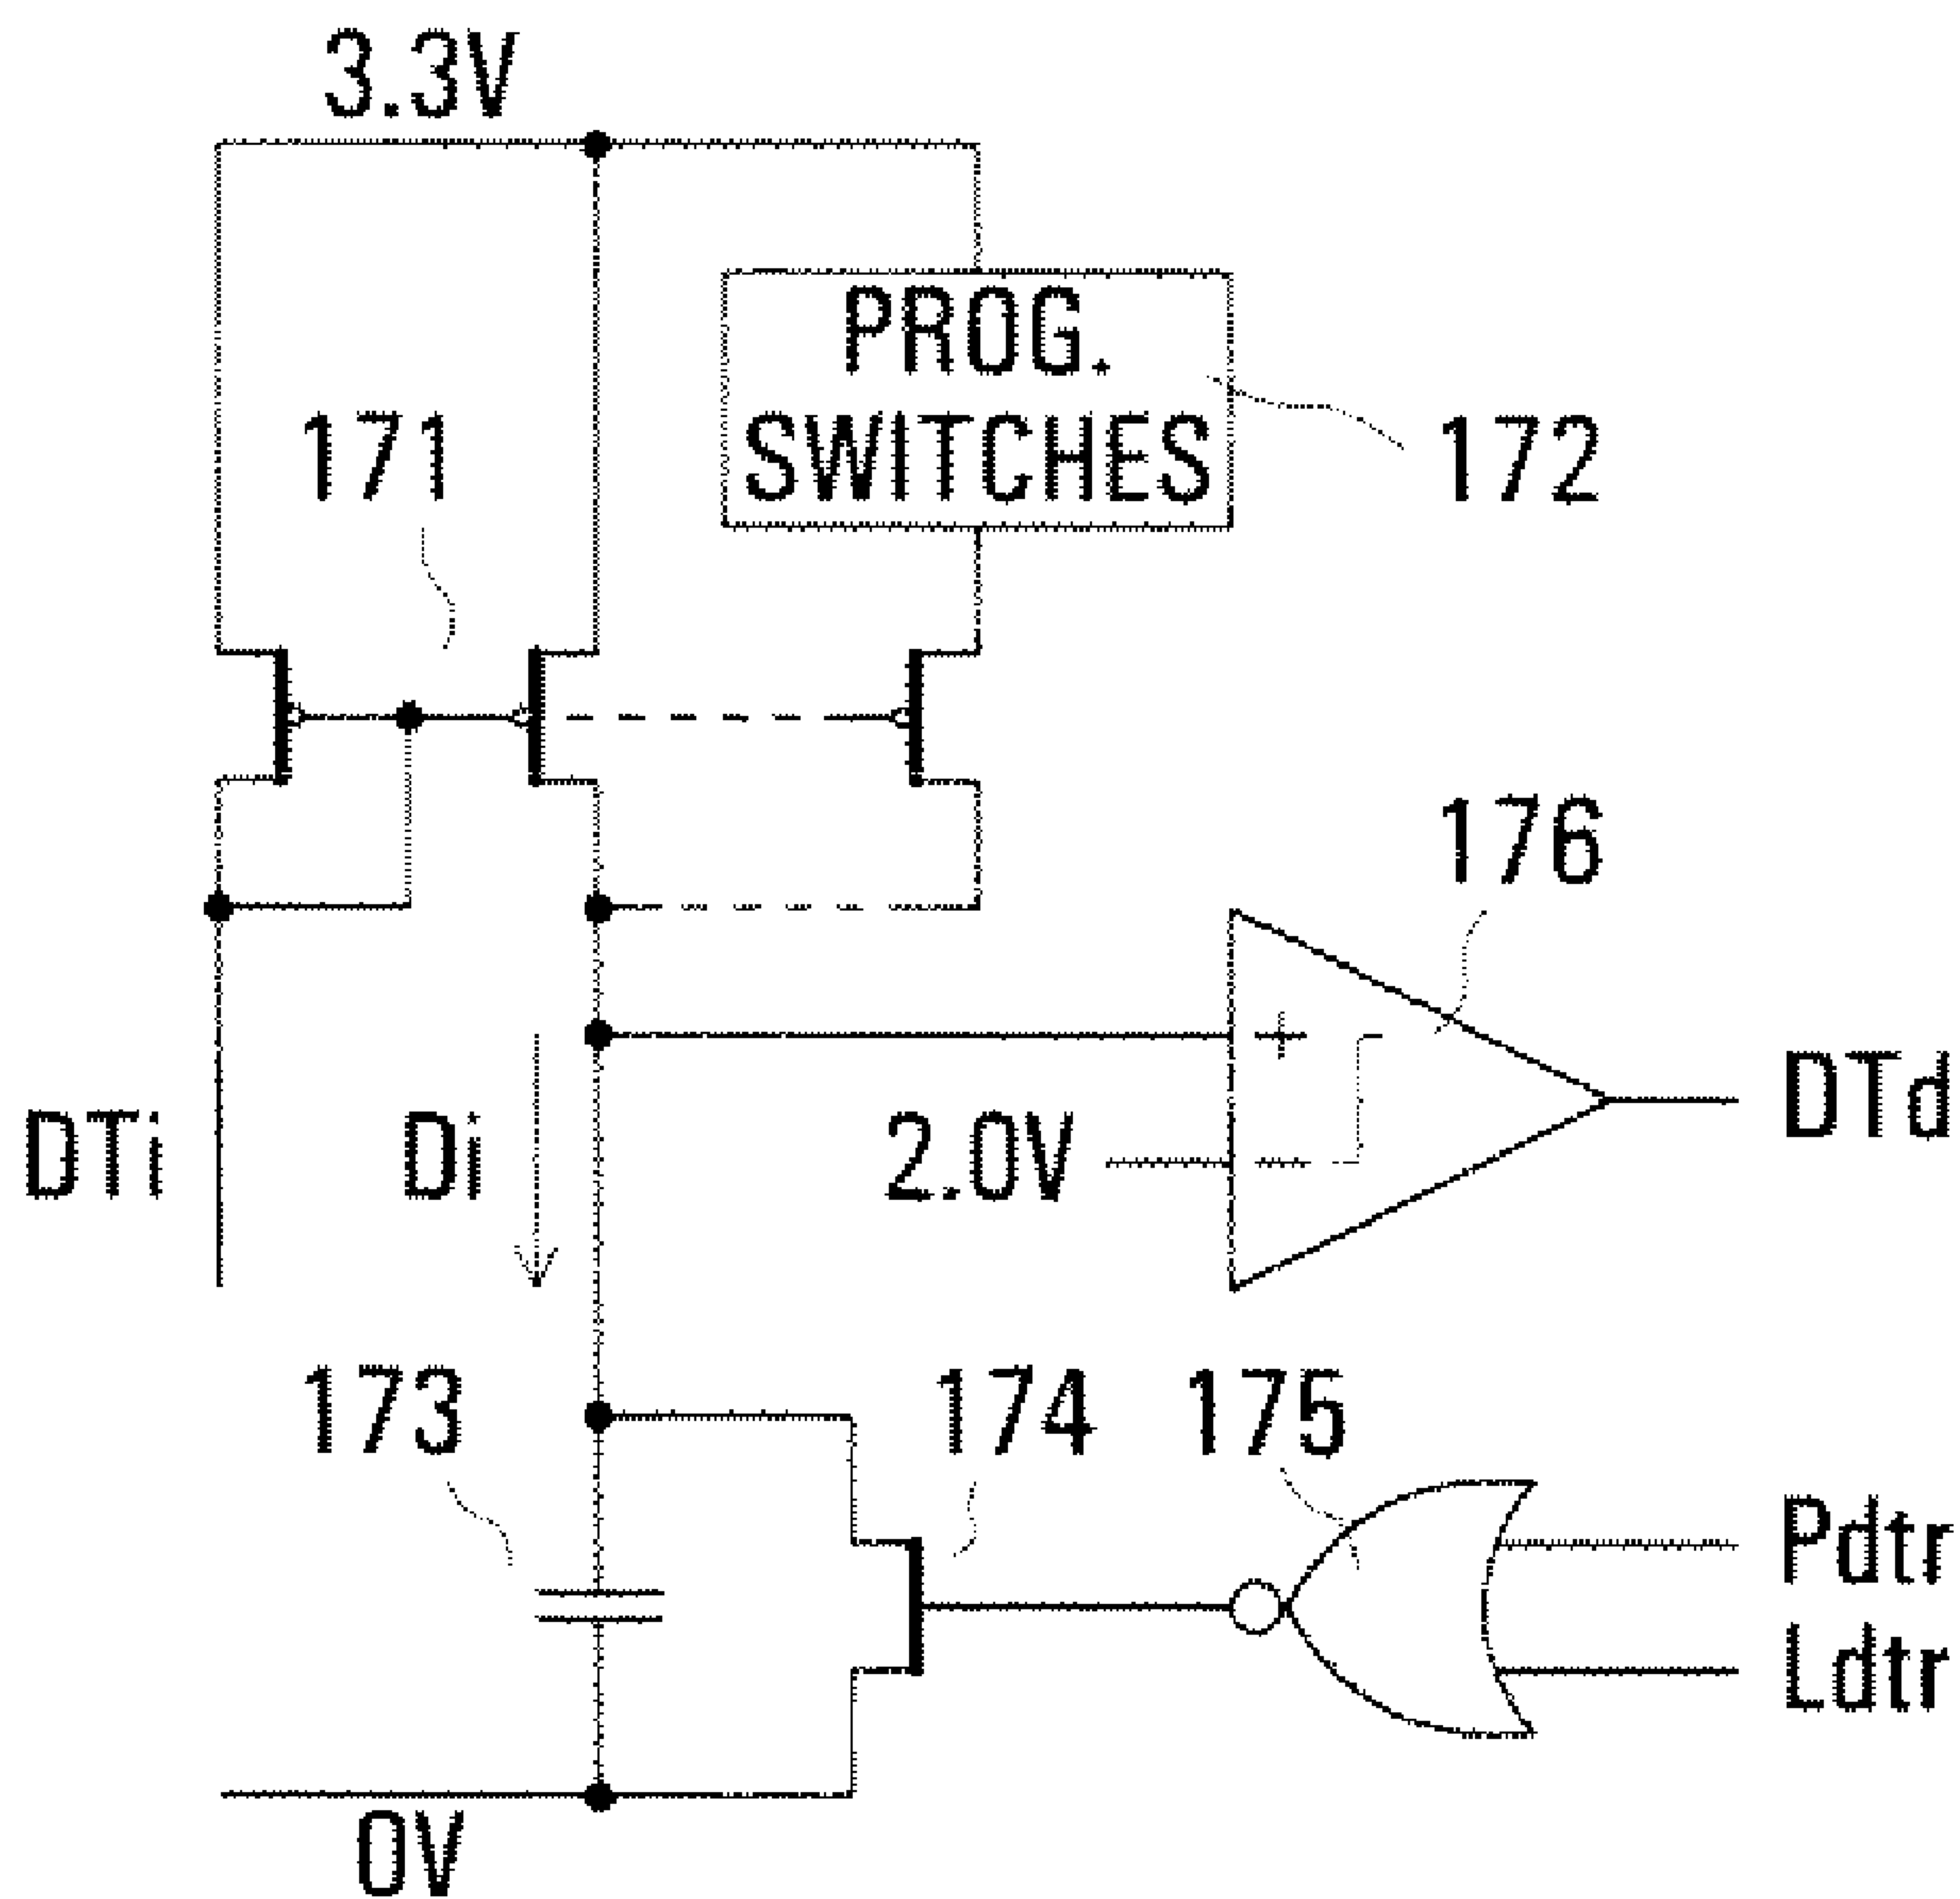 3.3V
PROG.
SWITCHES
171
172
176
DTi
Di
2.0V
+
-
DTd
173
174
175
Pdtr
Ldtr
0V